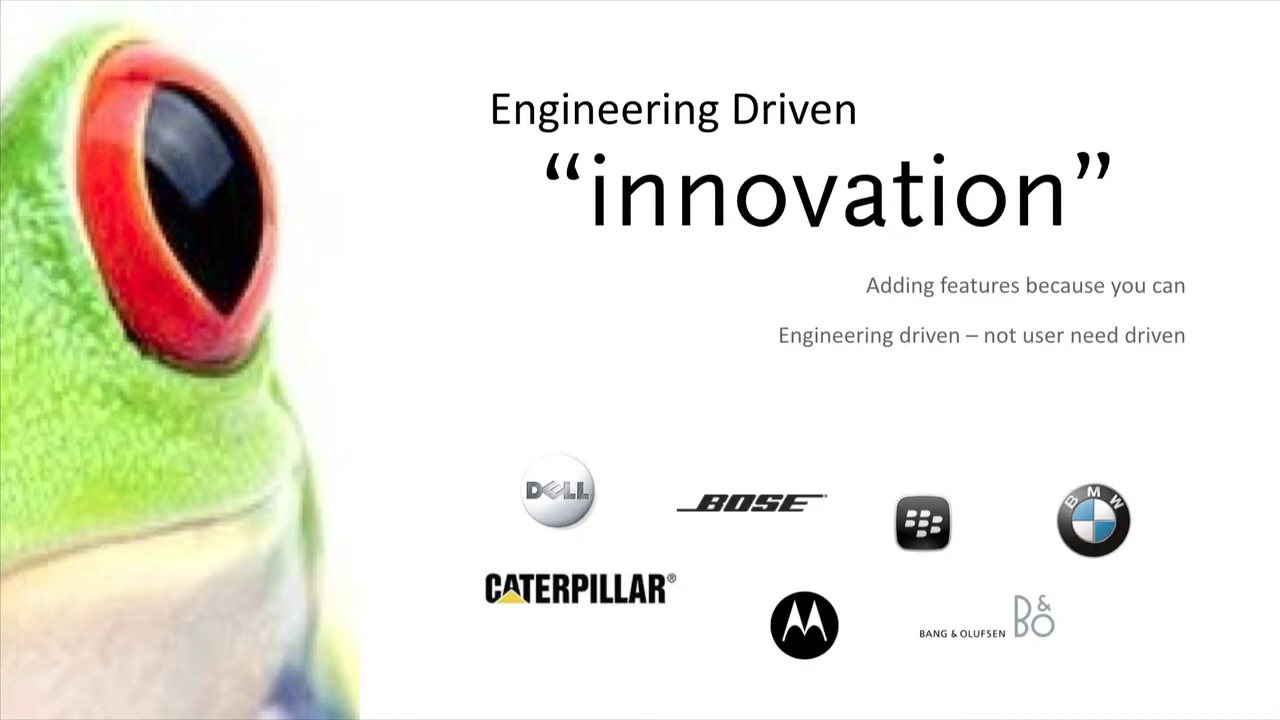 Engineering Driven
“innovation”
Adding features because you can
Engineering driven – not user need driven
DELL
BOSE
BMW
CATERPILLAR®
BANG & OLUFSEN B&O